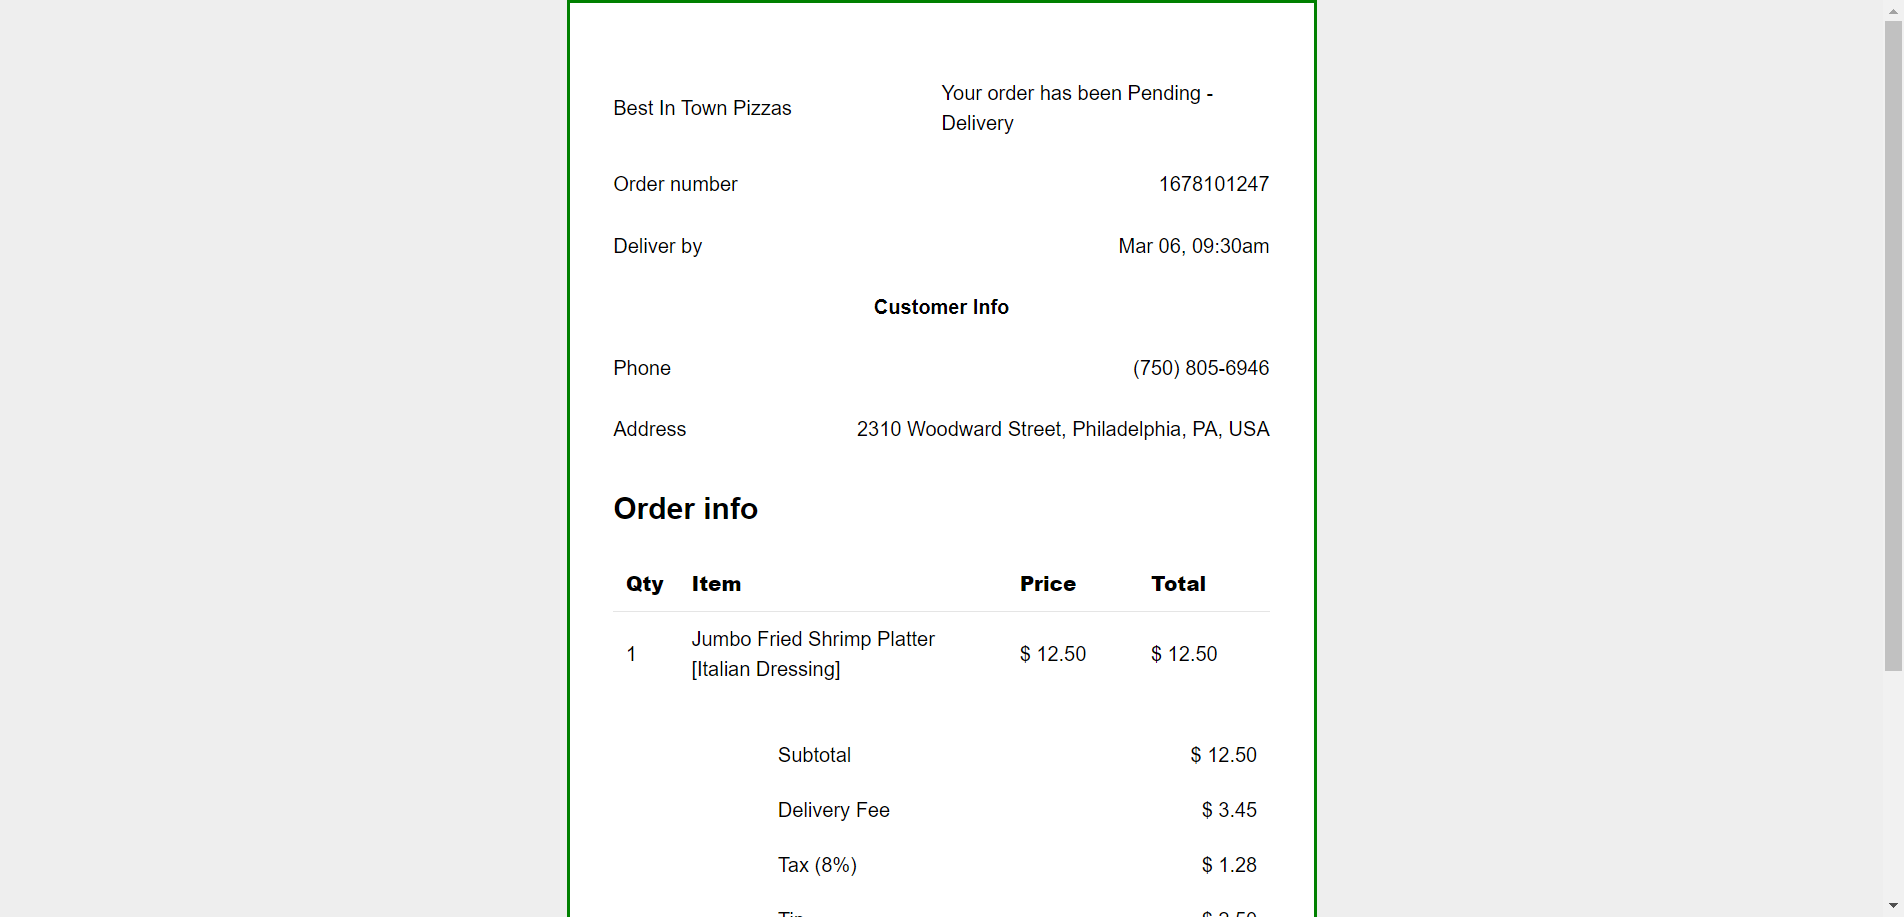 Best In Town Pizzas
Your order has been Pending -
Delivery
Order number 1678101247
Deliver by Mar 06, 09:30am
Customer Info
Phone (750) 805-6946
Address 2310 Woodward Street, Philadelphia, PA, USA
Order info
Qty Item Price Total
1 Jumbo Fried Shrimp Platter [Italian Dressing] $ 12.50 $ 12.50
Subtotal $ 12.50
Delivery Fee $ 3.45
Tax (8%) $ 1.28